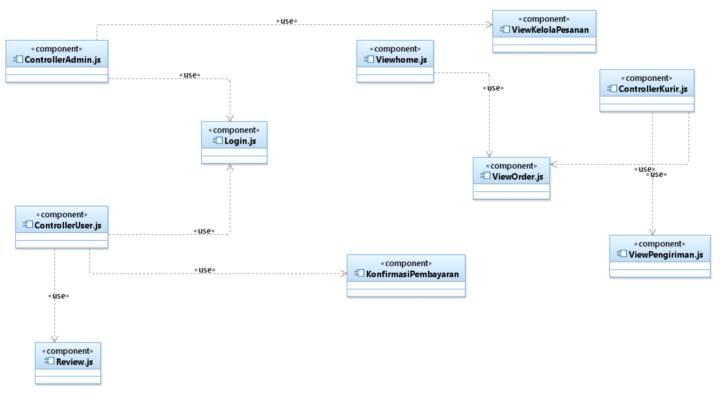 «use»
«component»
ViewKelolaPesanan
«component»
ControllerAdmin.js
«component»
Viewhome.js
«use»
«use»
«component»
ControllerKurir.js
«component»
Login.js
«component»
ViewOrder.js
«use»
«use»
«component»
ControllerUser.js
«use»
«component»
ViewPengiriman.js
«use»
«component»
KonfirmasiPembayaran
«use»
«component»
Review.js